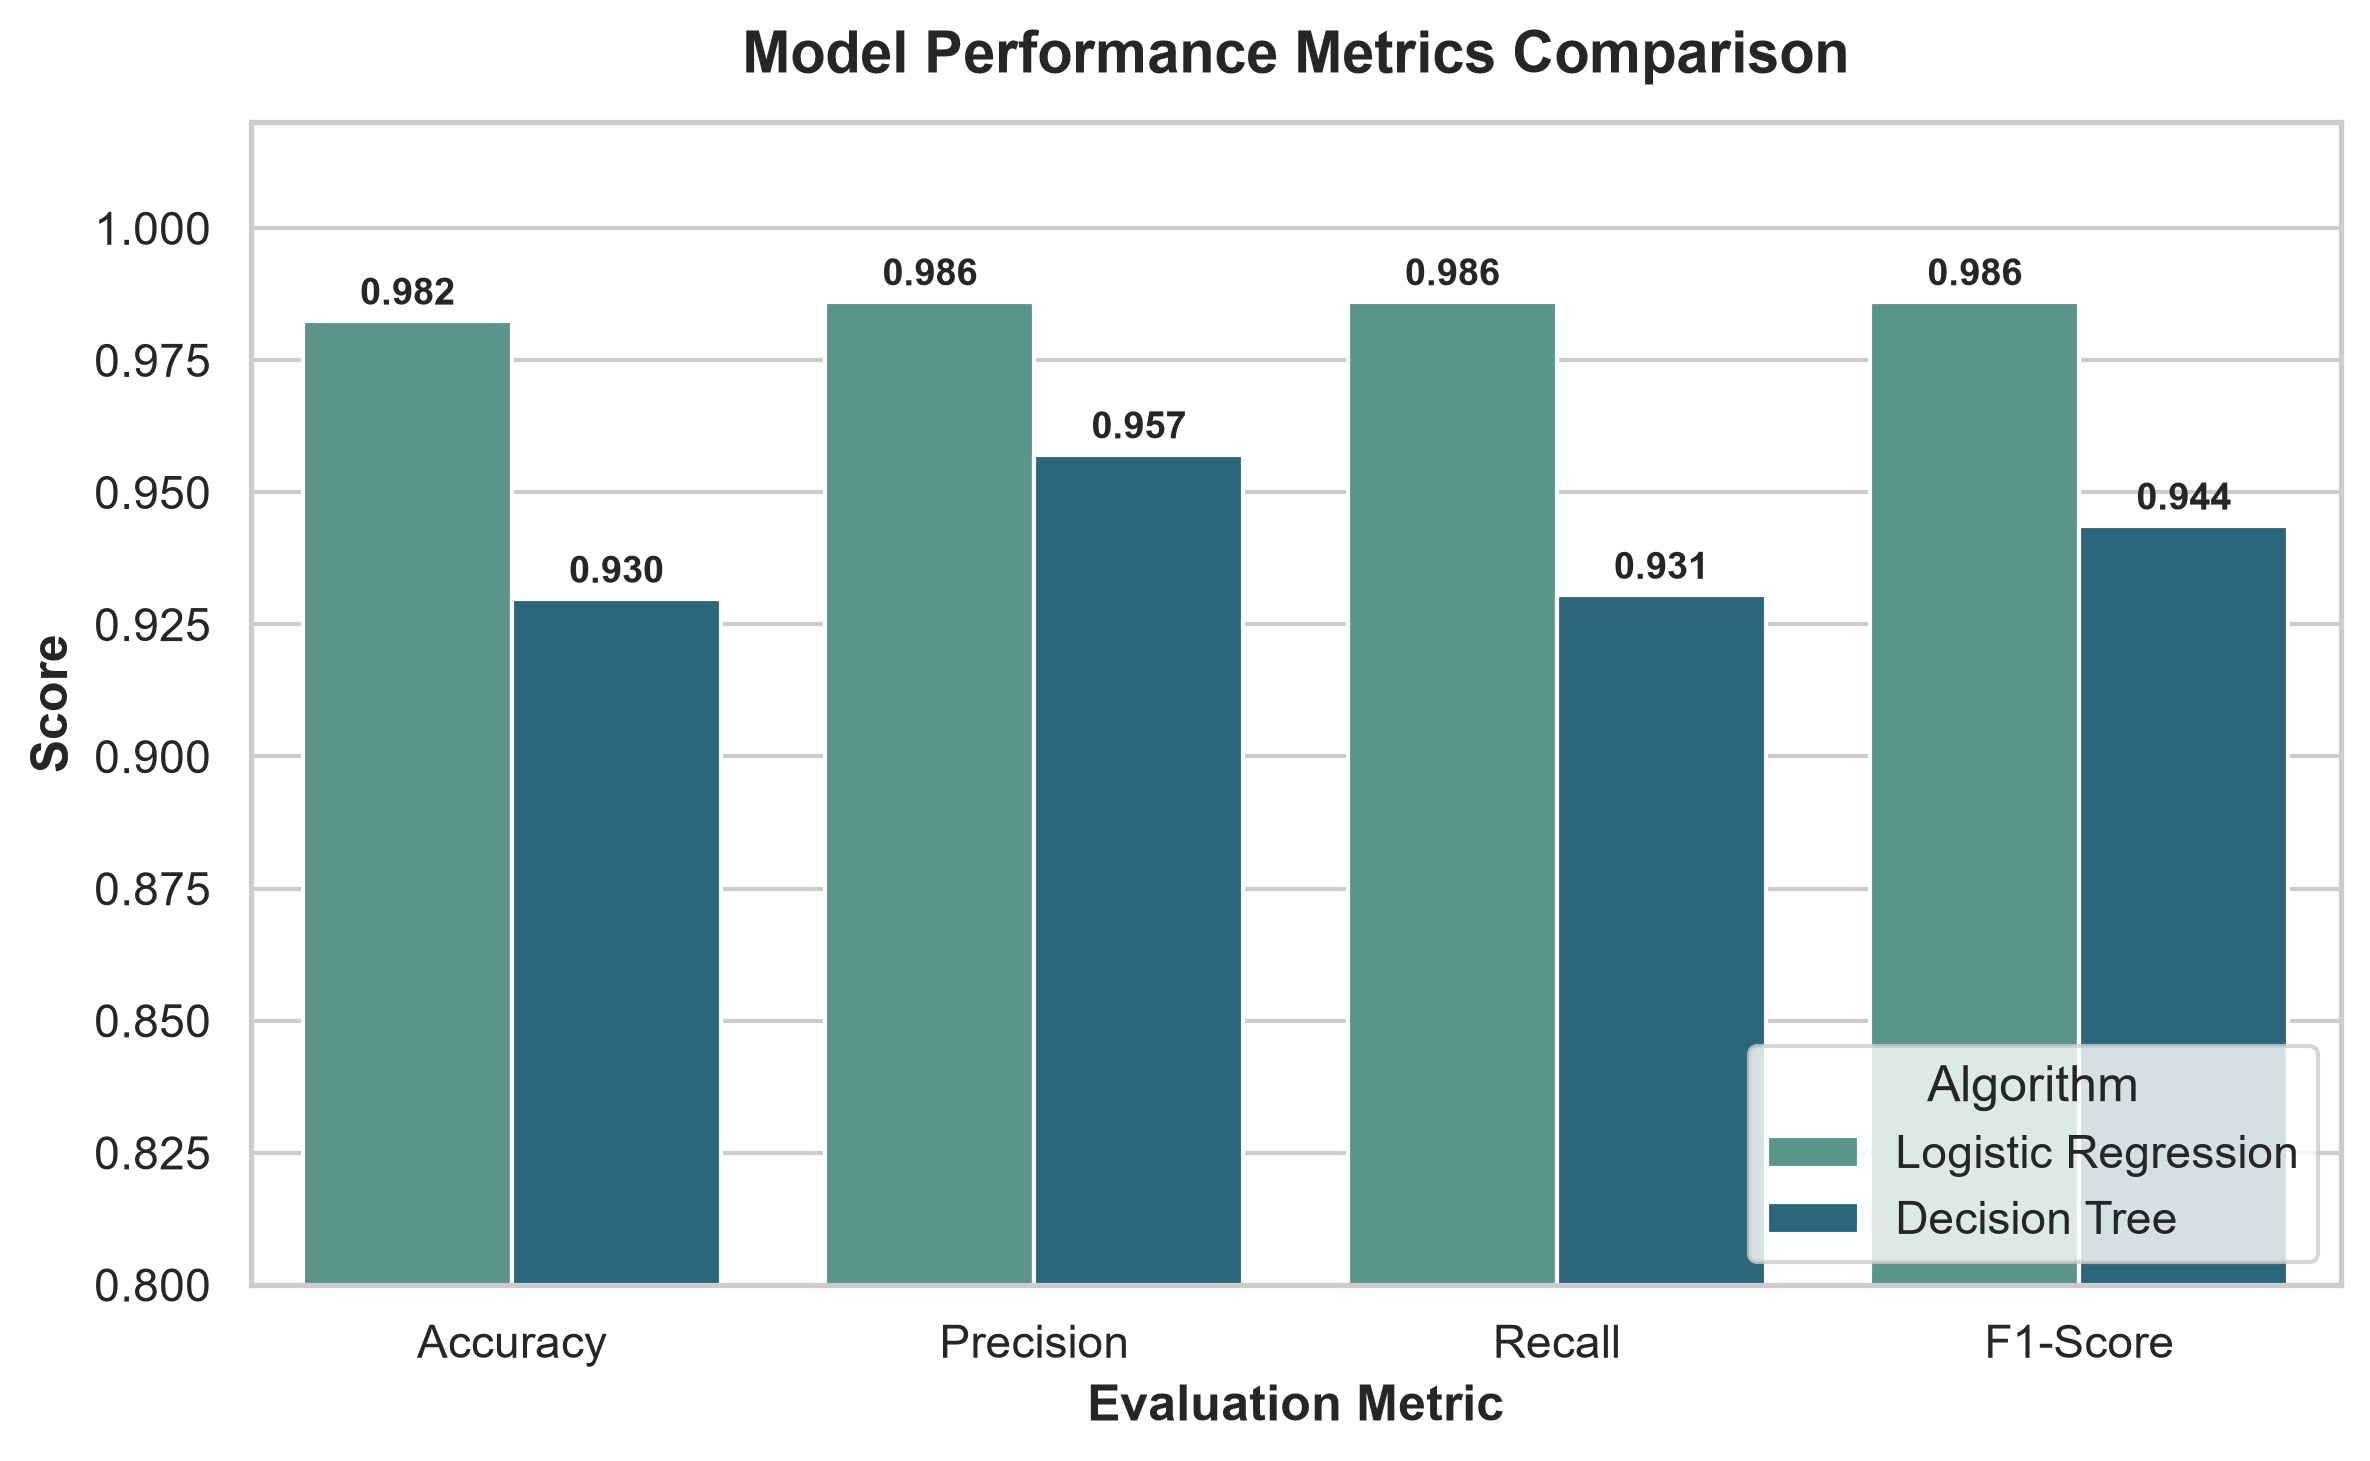 Model Performance Metrics Comparison
1.000
0.975
0.950
0.925
0.900
0.875
0.850
0.825
0.800
Score
0.982
0.930
0.986
0.957
0.986
0.931
0.986
0.944
Algorithm
Logistic Regression
Decision Tree
Accuracy
Precision
Recall
F1-Score
Evaluation Metric